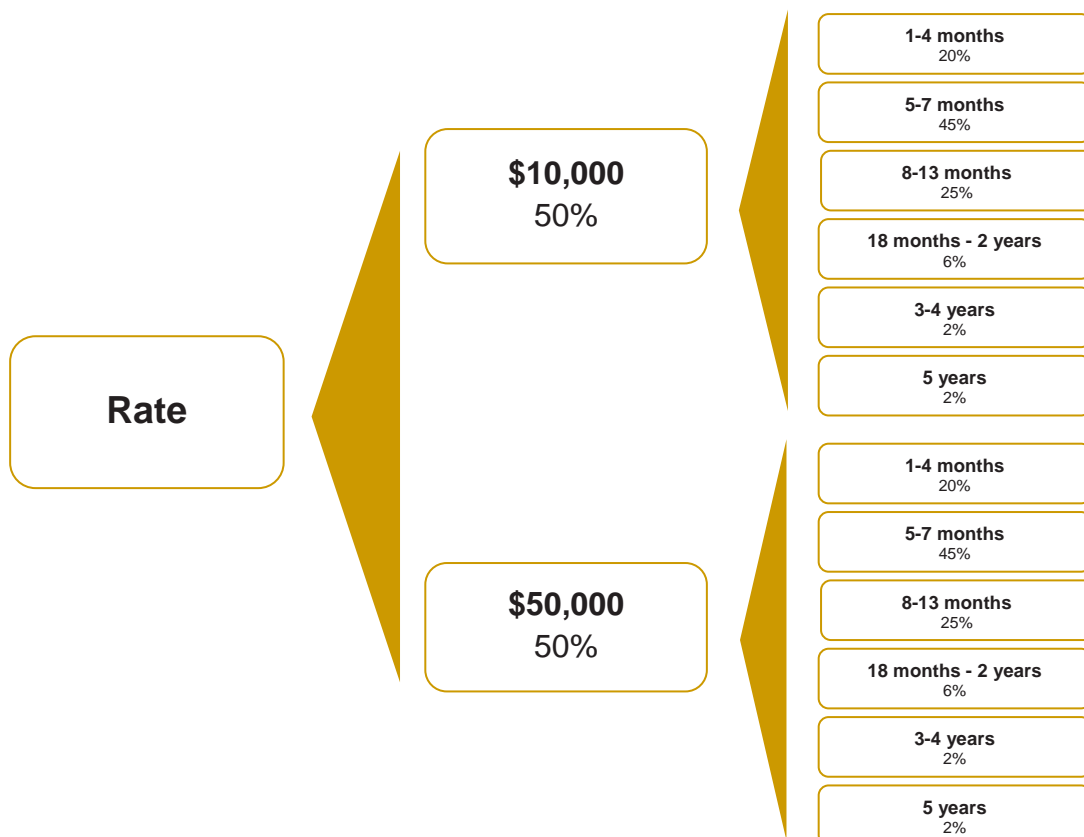 Rate
$10,000
50%
1-4 months
20%
5-7 months
45%
8-13 months
25%
18 months - 2 years
6%
3-4 years
2%
5 years
2%
$50,000
50%
1-4 months
20%
5-7 months
45%
8-13 months
25%
18 months - 2 years
6%
3-4 years
2%
5 years
2%